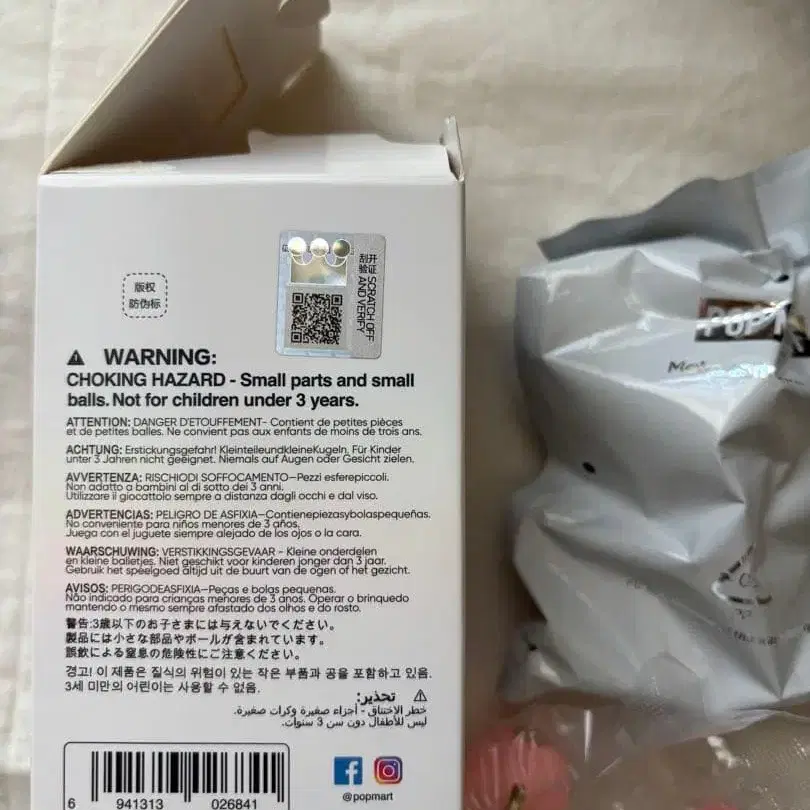 版权
防伪标
刮开
验证
SCRATCH OFF
AND VERIFY
WARNING:
CHOKING HAZARD - Small parts and small
balls. Not for children under 3 years.
ATTENTION: DANGER D'ETOUFFEMENT- Contient de petites pièces
et de petites balles. Ne convient pas aux enfants de moins de trois ans.
ACHTUNG: Erstickungsgefahr! KleinteileundkleineKugeln. Für Kinder
unter 3 Jahren nicht geeignet. Niemals auf Augen oder Gesicht zielen.
AVVERTENZA: RISCHIODI SOFFOCAMENTO—Pezzi esferepiccoli.
Non adatto a bambini al di sotto dei 3 anni.
Utilizzare il giocattolo sempre a distanza dagli occhi e dal viso.
ADVERTENCIAS: PELIGRO DE ASFIXIA—Contienepiezasybolaspequeñas.
No conveniente para niños menores de 3 años.
Juega con el juguete siempre alejado de los ojos o la cara.
WAARSCHUWING: VERSTIKKINGSGEVAAR - Kleine onderdelen
en kleine balletjes. Niet geschikt voor kinderen jonger dan 3 jaar.
Gebruik het speelgoed altijd uit de buurt van de ogen of het gezicht.
AVISOS: PERIGODEASFIXIA—Peças e bolas pequenas.
Não indicado para crianças menores de 3 anos. Operar o brinquedo
mantendo o mesmo sempre afastado dos olhos e do rosto.
警告:3歳以下のお子さまには与えないでください。
製品には小さな部品やボールが含まれています。
誤飲による窒息の危険性にご注意ください。
경고! 이 제품은 질식의 위험이 있는 작은 부품과 공을 포함하고 있음.
3세 미만의 어린이는 사용할 수 없음.
تحذير:
خطر الاختناق - أجزاء صغيرة وكرات صغيرة.
ليس للأطفال دون سن 3 سنوات.
6 941313 026841
@popmart
POP